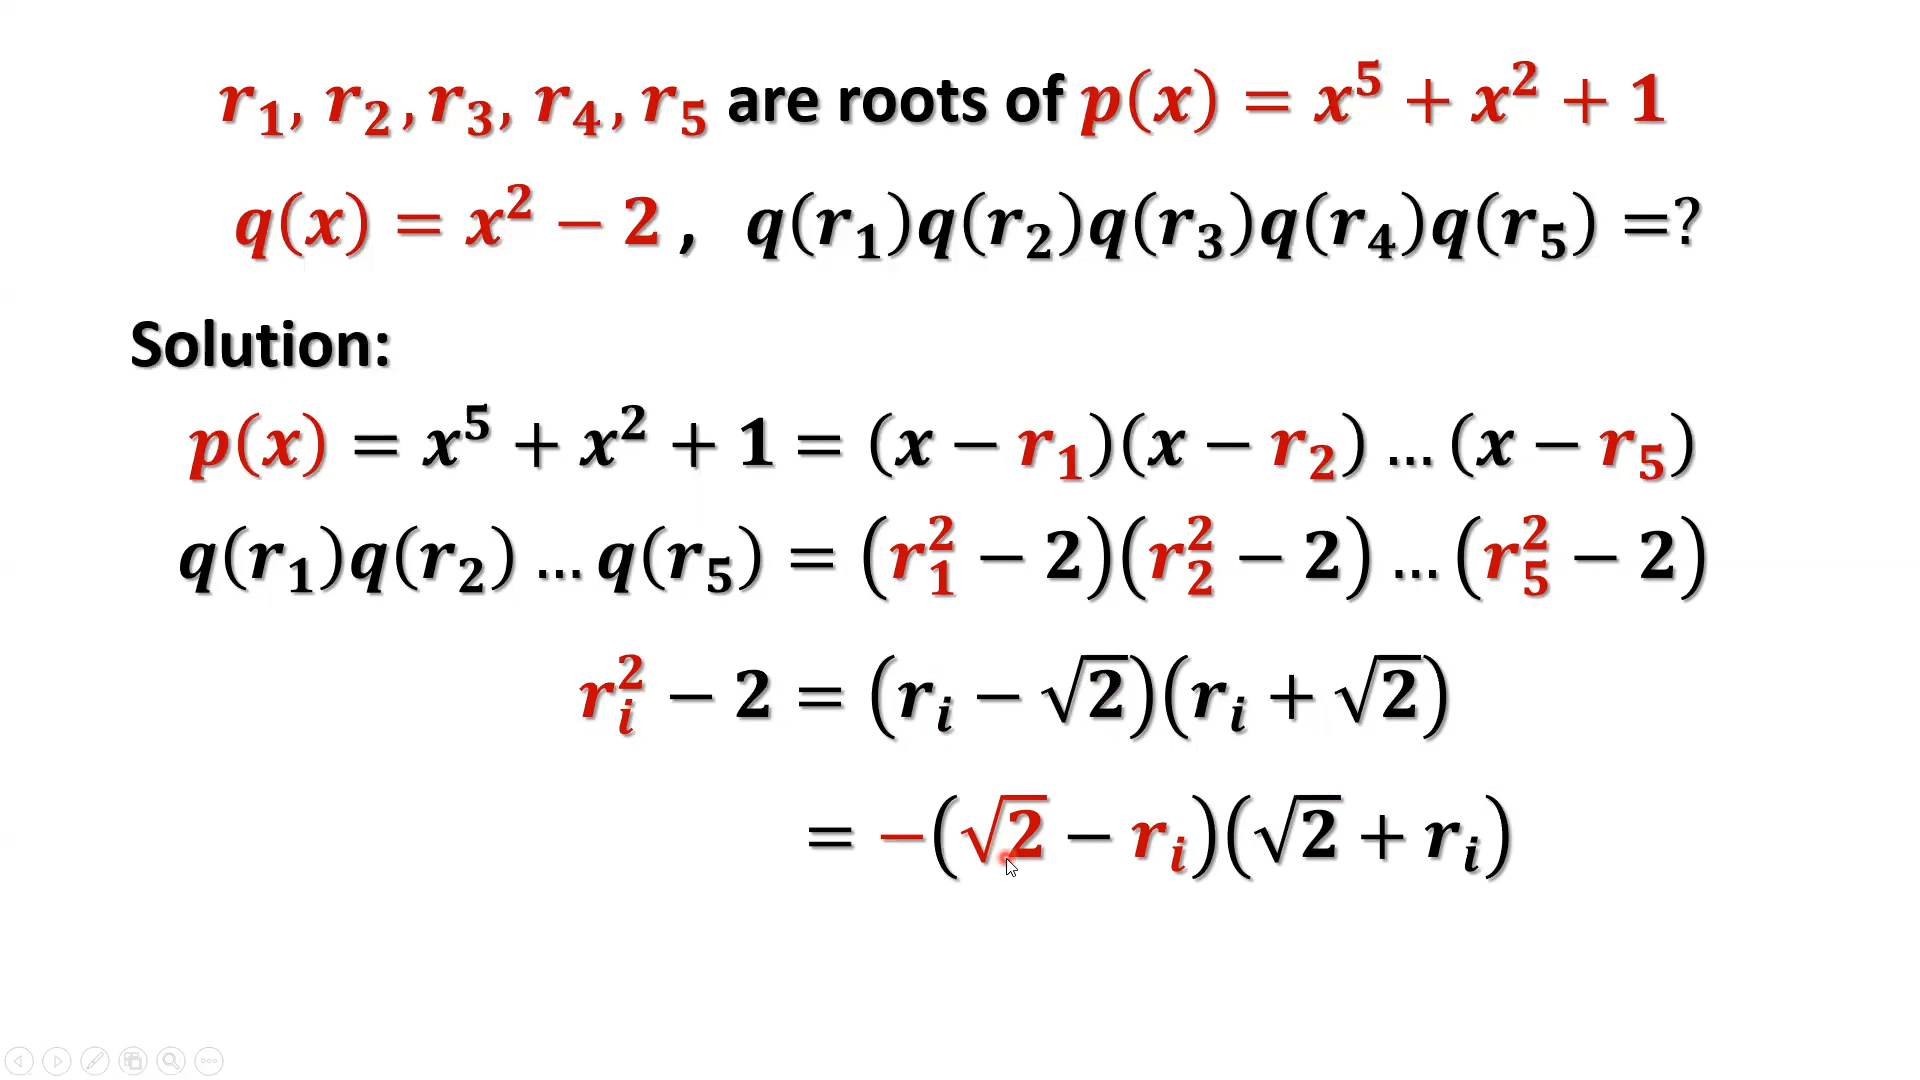 r₁, r₂, r₃, r₄, r₅ are roots of p(x) = x⁵ + x² + 1
q(x) = x² − 2 , q(r₁)q(r₂)q(r₃)q(r₄)q(r₅) =?
Solution:
p(x) = x⁵ + x² + 1 = (x − r₁)(x − r₂) … (x − r₅)
q(r₁)q(r₂) … q(r₅) = (r₁² − 2)(r₂² − 2) … (r₅² − 2)
rᵢ² − 2 = (rᵢ − √2)(rᵢ + √2)
= −(√2 − rᵢ)(√2 + rᵢ)